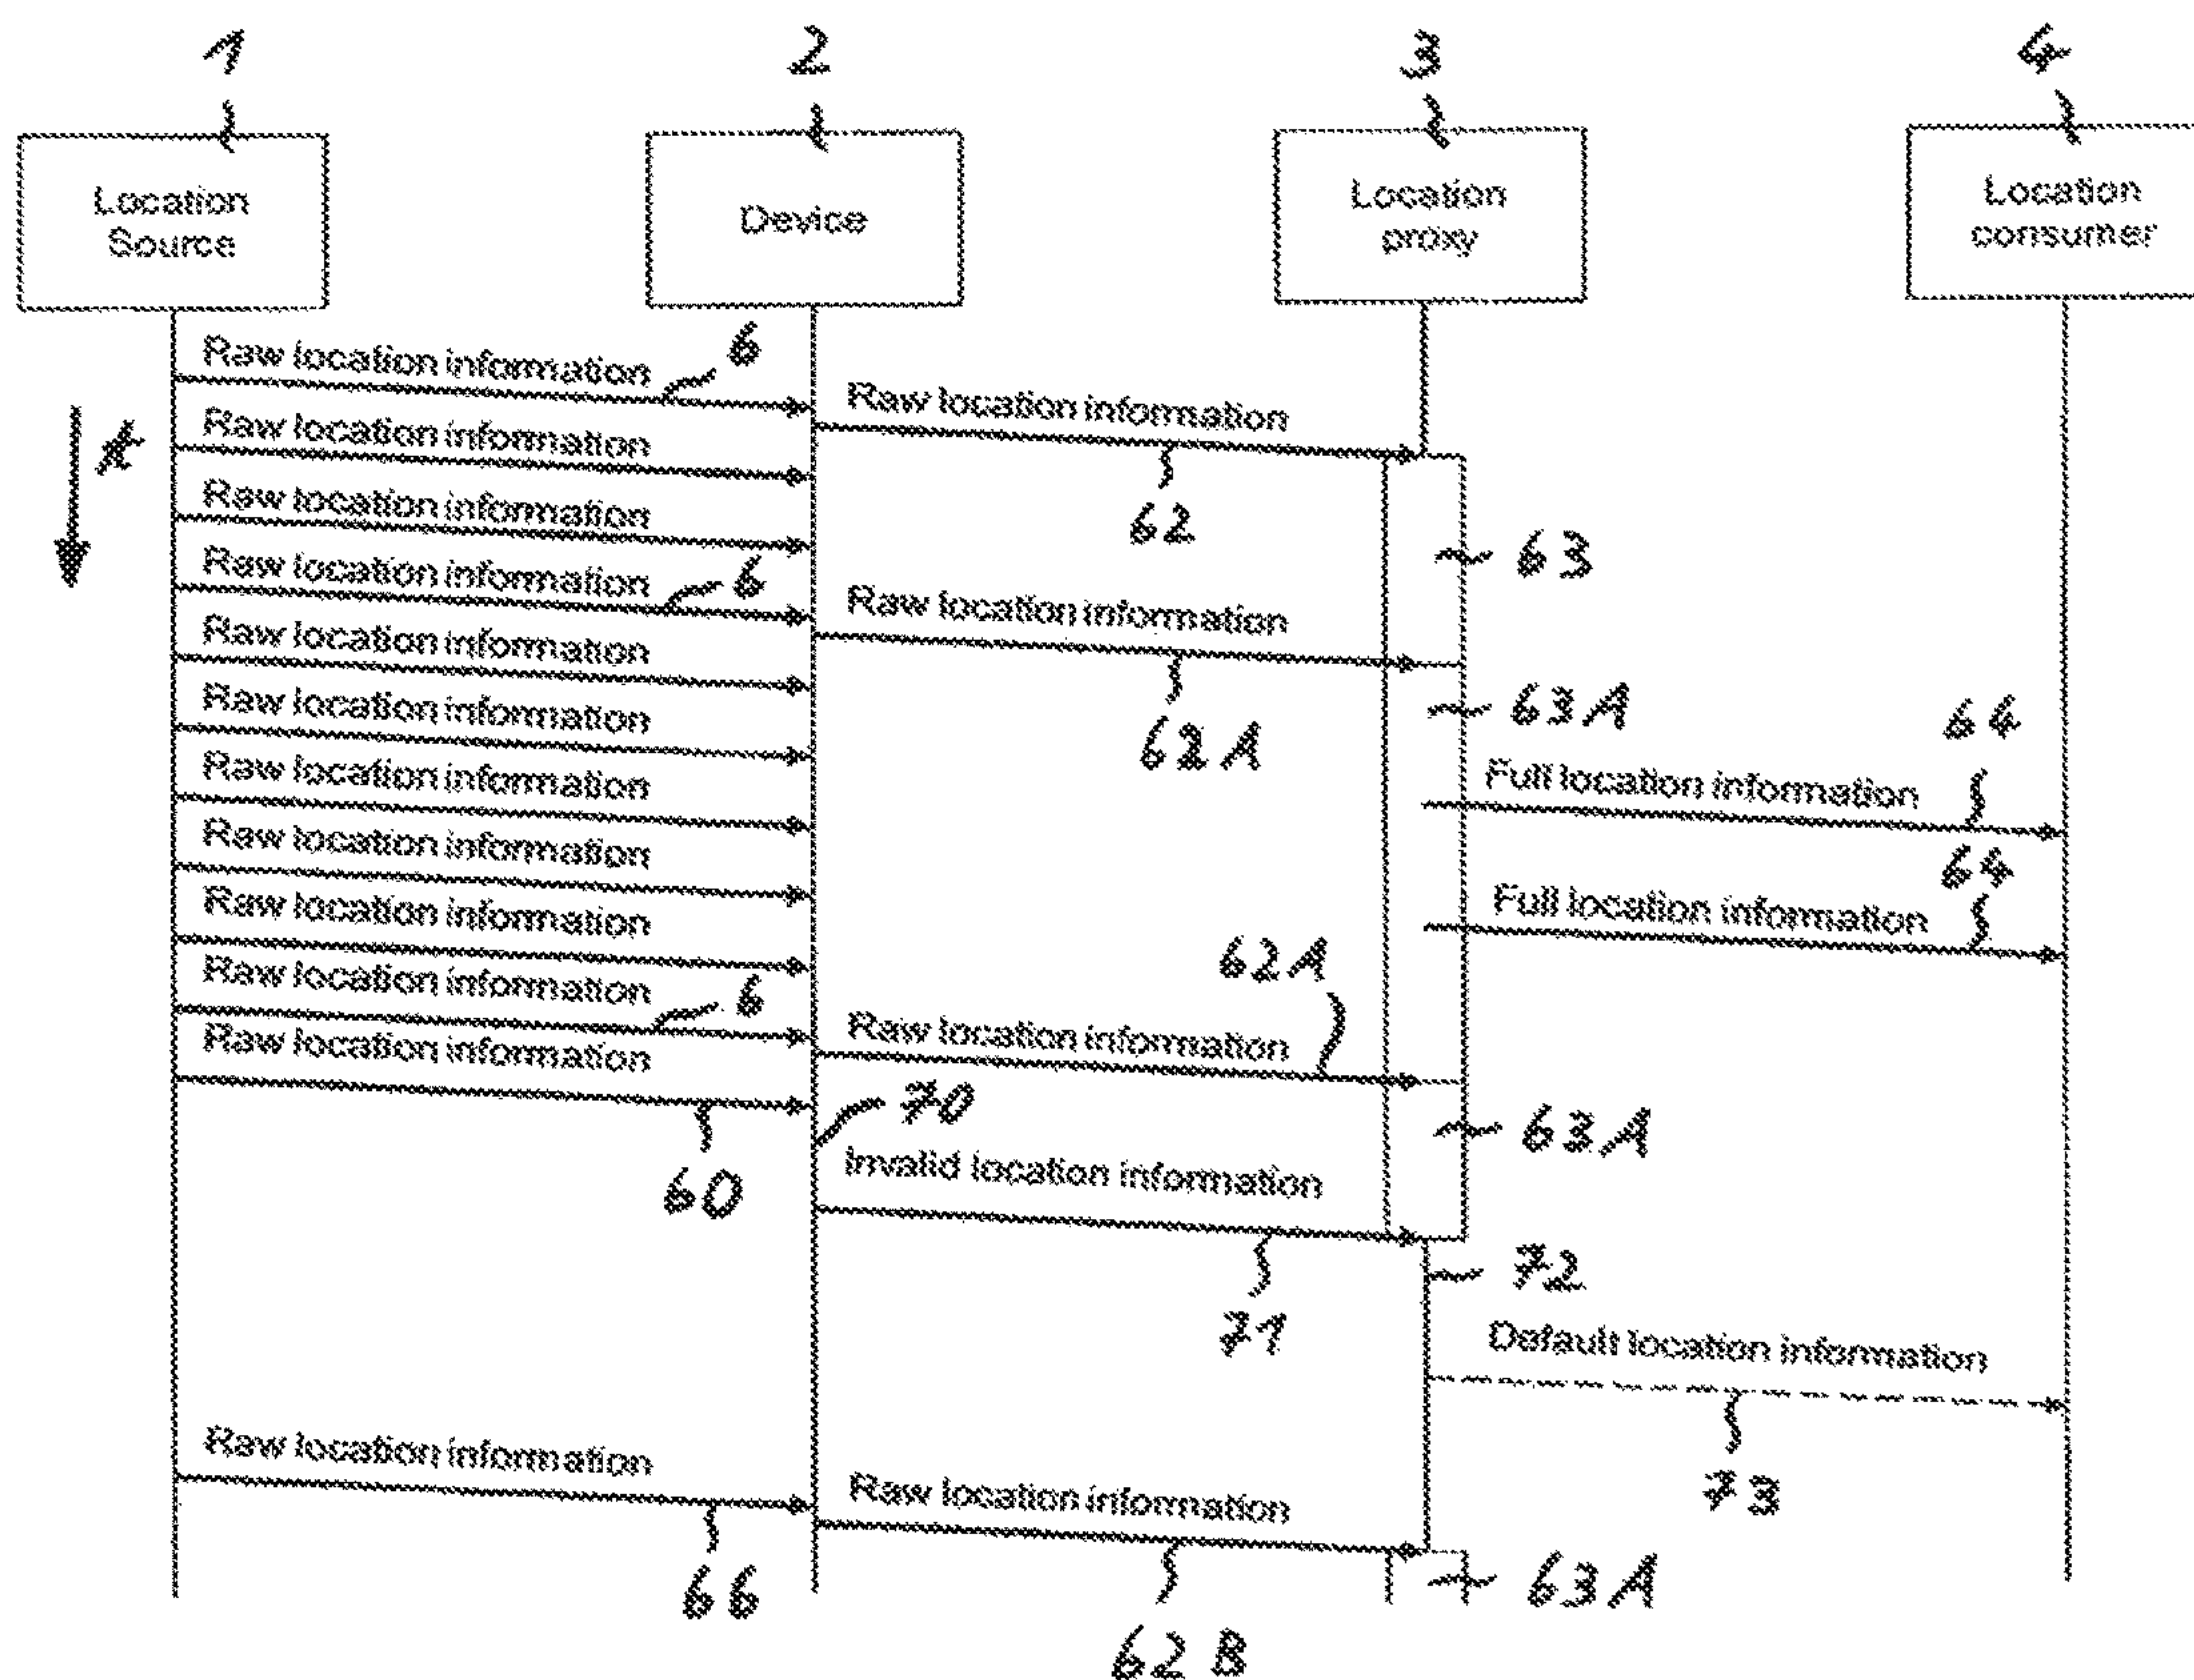 1
2
3
4
Location
Source
Device
Location
proxy
Location
consumer
Raw location information
6
Raw location information
Raw location information
t
Raw location information
62
Raw location information
63
Raw location information
6
Raw location information
Raw location information
62A
63A
64
Raw location information
Raw location information
Full location information
Raw location information
64
Raw location information
Full location information
62A
Raw location information
6
Raw location information
Raw location information
70
63A
60
Invalid location information
71
72
Default location information
73
Raw location information
66
Raw location information
62B
63A